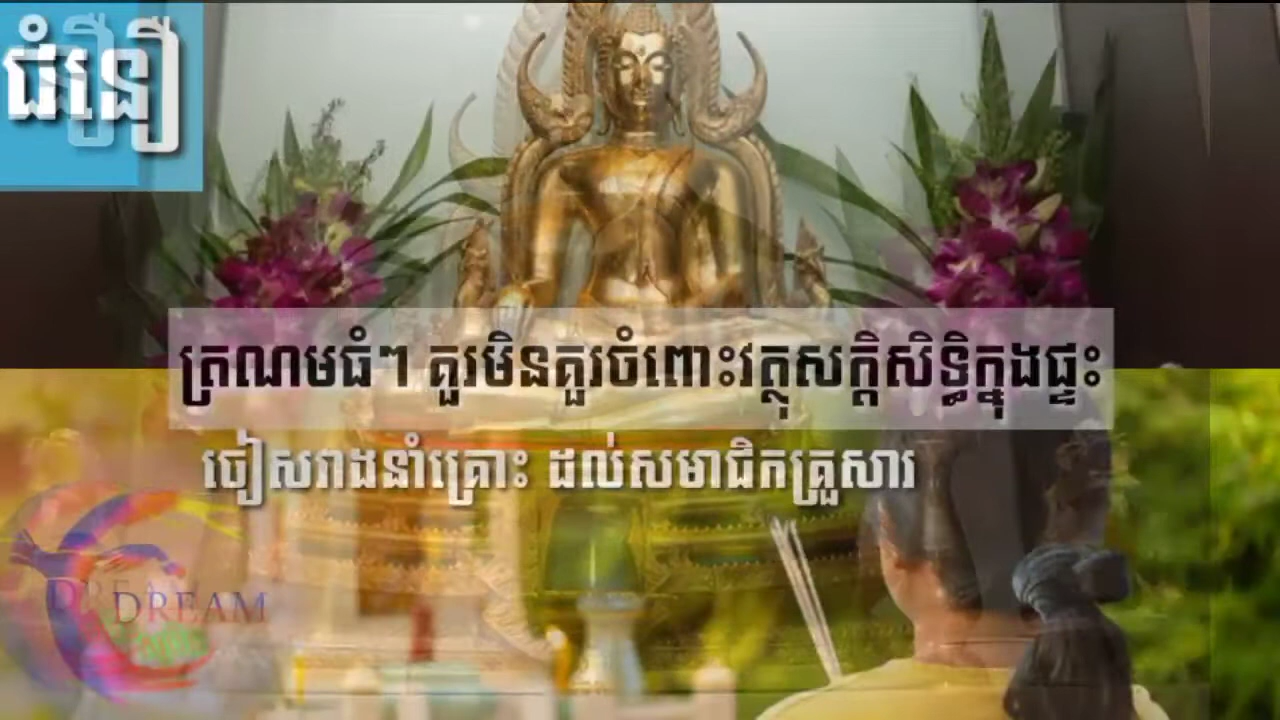 ជំនឿ
ត្រណមធំៗ គួរមិនគួរចំពោះវត្ថុសក្តិសិទ្ធិក្នុងផ្ទះ
ចៀសវាងនាំគ្រោះ ដល់សមាជិកគ្រួសារ
DREAM